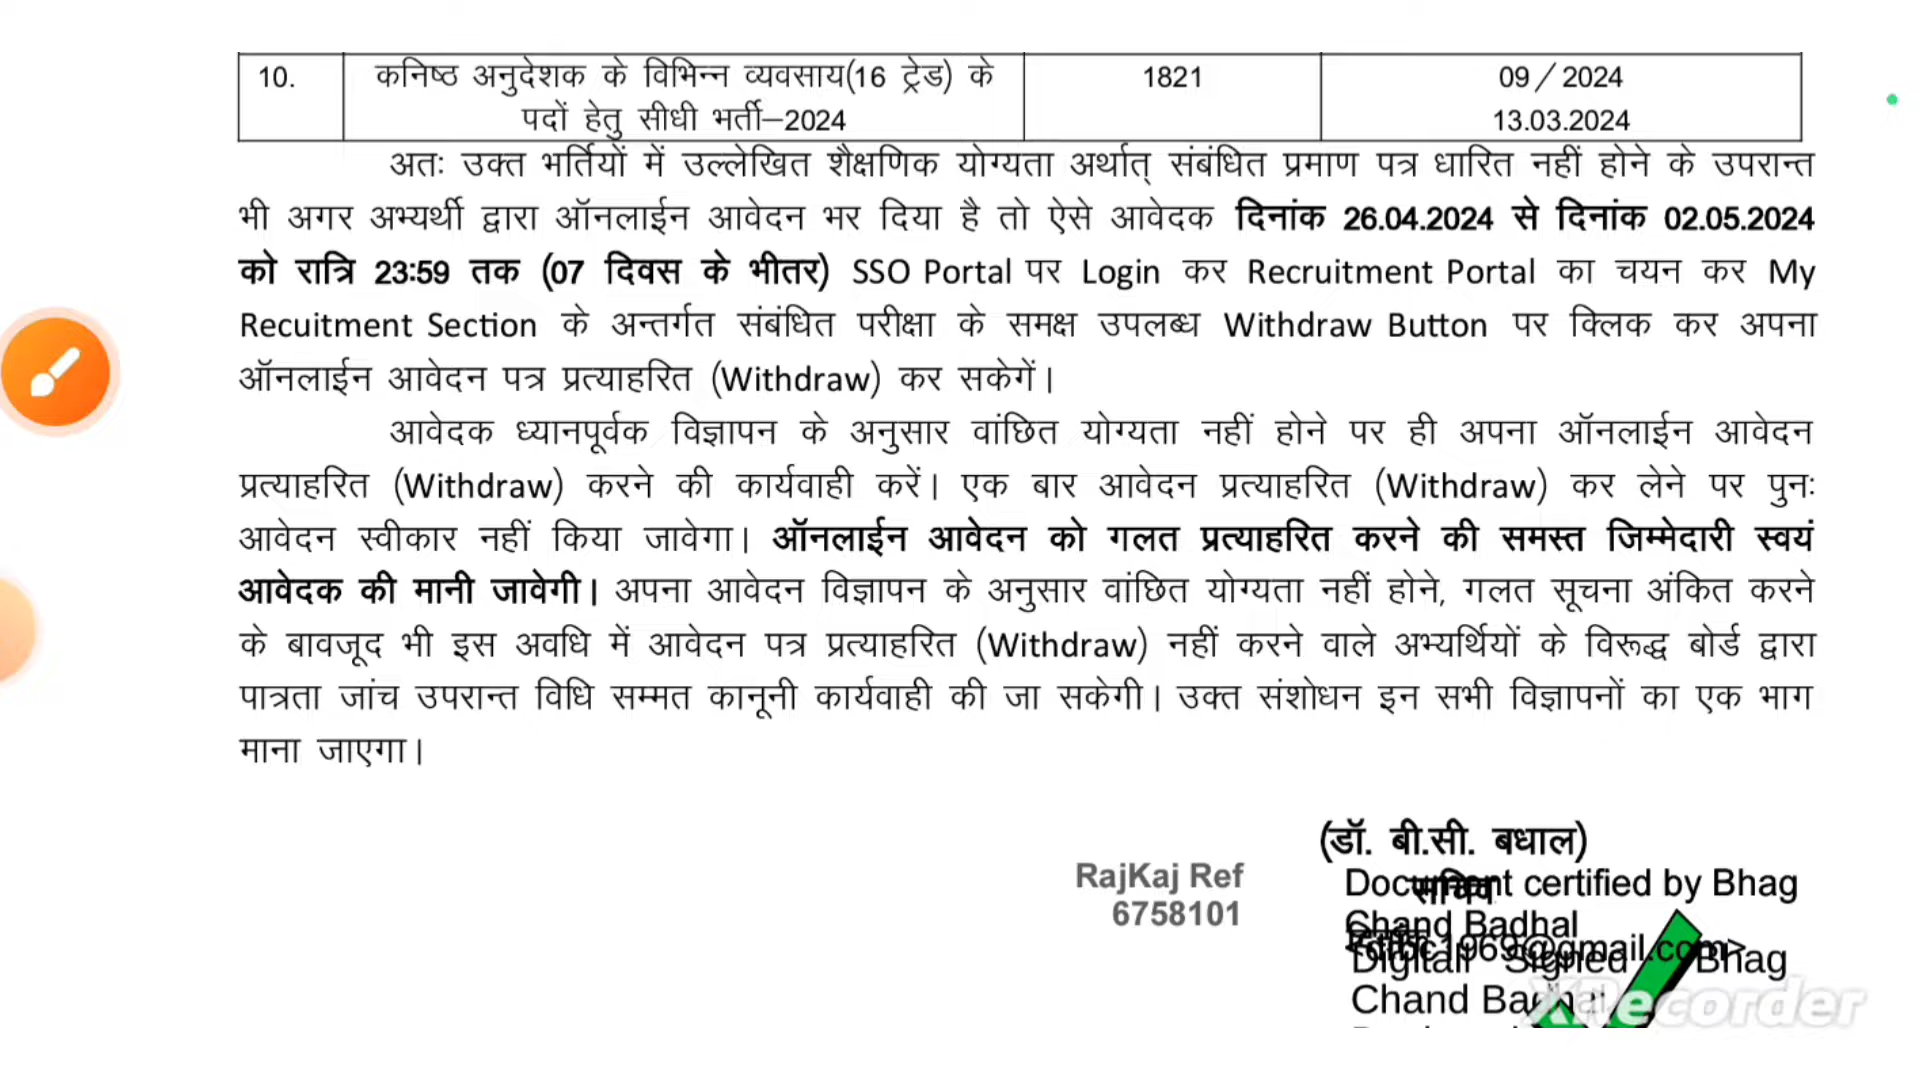 10. कनिष्ठ अनुदेशक के विभिन्न व्यवसाय(16 ट्रेड) के 1821 09/2024
पदों हेतु सीधी भर्ती–2024 13.03.2024
अतः उक्त भर्तियों में उल्लेखित शैक्षणिक योग्यता अर्थात् संबंधित प्रमाण पत्र धारित नहीं होने के उपरान्त
भी अगर अभ्यर्थी द्वारा ऑनलाईन आवेदन भर दिया है तो ऐसे आवेदक दिनांक 26.04.2024 से दिनांक 02.05.2024
को रात्रि 23:59 तक (07 दिवस के भीतर) SSO Portal पर Login कर Recruitment Portal का चयन कर My
Recuitment Section के अन्तर्गत संबंधित परीक्षा के समक्ष उपलब्ध Withdraw Button पर क्लिक कर अपना
ऑनलाईन आवेदन पत्र प्रत्याहरित (Withdraw) कर सकेगें।
आवेदक ध्यानपूर्वक विज्ञापन के अनुसार वांछित योग्यता नहीं होने पर ही अपना ऑनलाईन आवेदन
प्रत्याहरित (Withdraw) करने की कार्यवाही करें। एक बार आवेदन प्रत्याहरित (Withdraw) कर लेने पर पुनः
आवेदन स्वीकार नहीं किया जावेगा। ऑनलाईन आवेदन को गलत प्रत्याहरित करने की समस्त जिम्मेदारी स्वयं
आवेदक की मानी जावेगी। अपना आवेदन विज्ञापन के अनुसार वांछित योग्यता नहीं होने, गलत सूचना अंकित करने
के बावजूद भी इस अवधि में आवेदन पत्र प्रत्याहरित (Withdraw) नहीं करने वाले अभ्यर्थियों के विरूद्ध बोर्ड द्वारा
पात्रता जांच उपरान्त विधि सम्मत कानूनी कार्यवाही की जा सकेगी। उक्त संशोधन इन सभी विज्ञापनों का एक भाग
माना जाएगा।
(डॉ. बी.सी. बधाल)
सचिव
RajKaj Ref
6758101
Document certified by Bhag
Chand Badhal
Signed Bhag
Chand
XRecorder